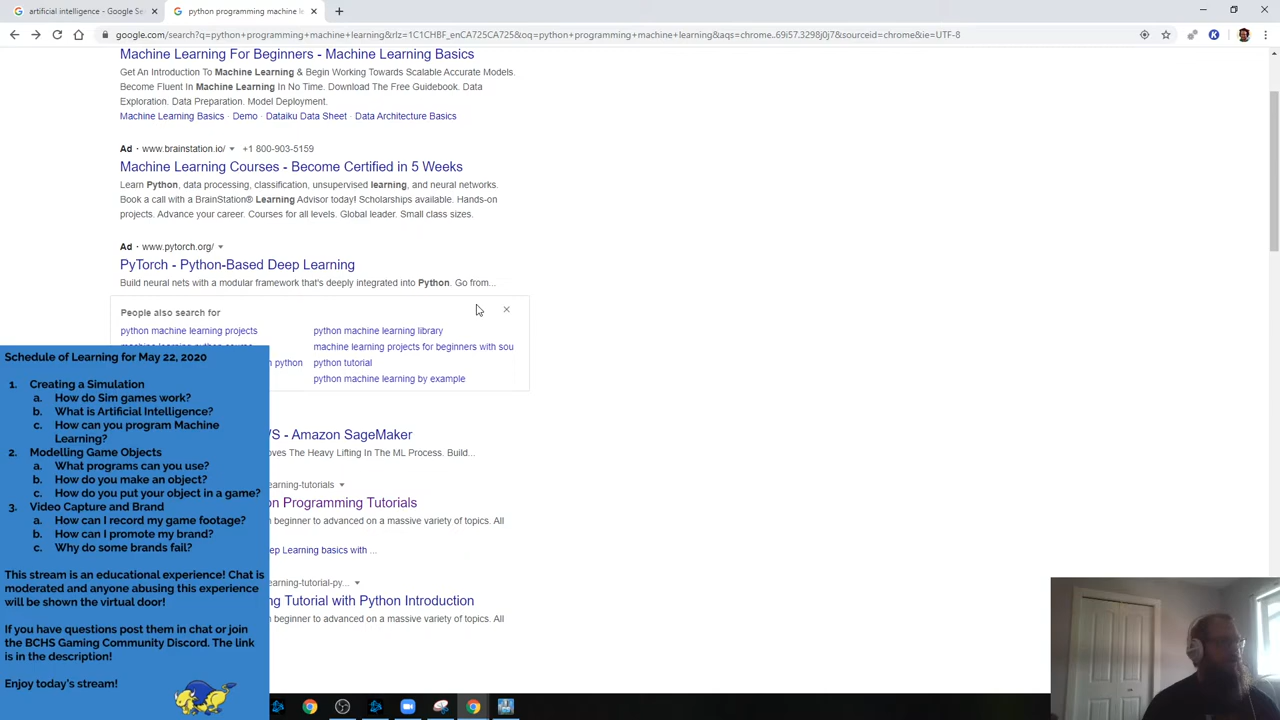 artificial intelligence - Google S
python programming machine le
google.com/search?q=python+programming+machine+learning&rlz=1C1CHBF_enCA725CA725&oq=python+programming+machine+learning&aqs=chrome..69i57.3298j0j7&sourceid=chrome&ie=UTF-8
Machine Learning For Beginners - Machine Learning Basics
Get An Introduction To Machine Learning & Begin Working Towards Scalable Accurate Models.
Become Fluent In Machine Learning In No Time. Download The Free Guidebook. Data
Exploration. Data Preparation. Model Deployment.
Machine Learning Basics · Demo · Dataiku Data Sheet · Data Architecture Basics
Ad · www.brainstation.io/ +1 800-903-5159
Machine Learning Courses - Become Certified in 5 Weeks
Learn Python, data processing, classification, unsupervised learning, and neural networks.
Book a call with a BrainStation® Learning Advisor today! Scholarships available. Hands-on
projects. Advance your career. Courses for all levels. Global leader. Small class sizes.
Ad · www.pytorch.org/
PyTorch - Python-Based Deep Learning
Build neural nets with a modular framework that's deeply integrated into Python. Go from...
People also search for
python machine learning projects
python machine learning library
machine learning projects for beginners with sou
n python
python tutorial
python machine learning by example
WS - Amazon SageMaker
oves The Heavy Lifting In The ML Process. Build...
earning-tutorials
on Programming Tutorials
n beginner to advanced on a massive variety of topics. All
ep Learning basics with ...
earning-tutorial-py...
ng Tutorial with Python Introduction
n beginner to advanced on a massive variety of topics. All
Schedule of Learning for May 22, 2020
1. Creating a Simulation
a. How do Sim games work?
b. What is Artificial Intelligence?
c. How can you program Machine
Learning?
2. Modelling Game Objects
a. What programs can you use?
b. How do you make an object?
c. How do you put your object in a game?
3. Video Capture and Brand
a. How can I record my game footage?
b. How can I promote my brand?
c. Why do some brands fail?
This stream is an educational experience! Chat is
moderated and anyone abusing this experience
will be shown the virtual door!
If you have questions post them in chat or join
the BCHS Gaming Community Discord. The link
is in the description!
Enjoy today's stream!